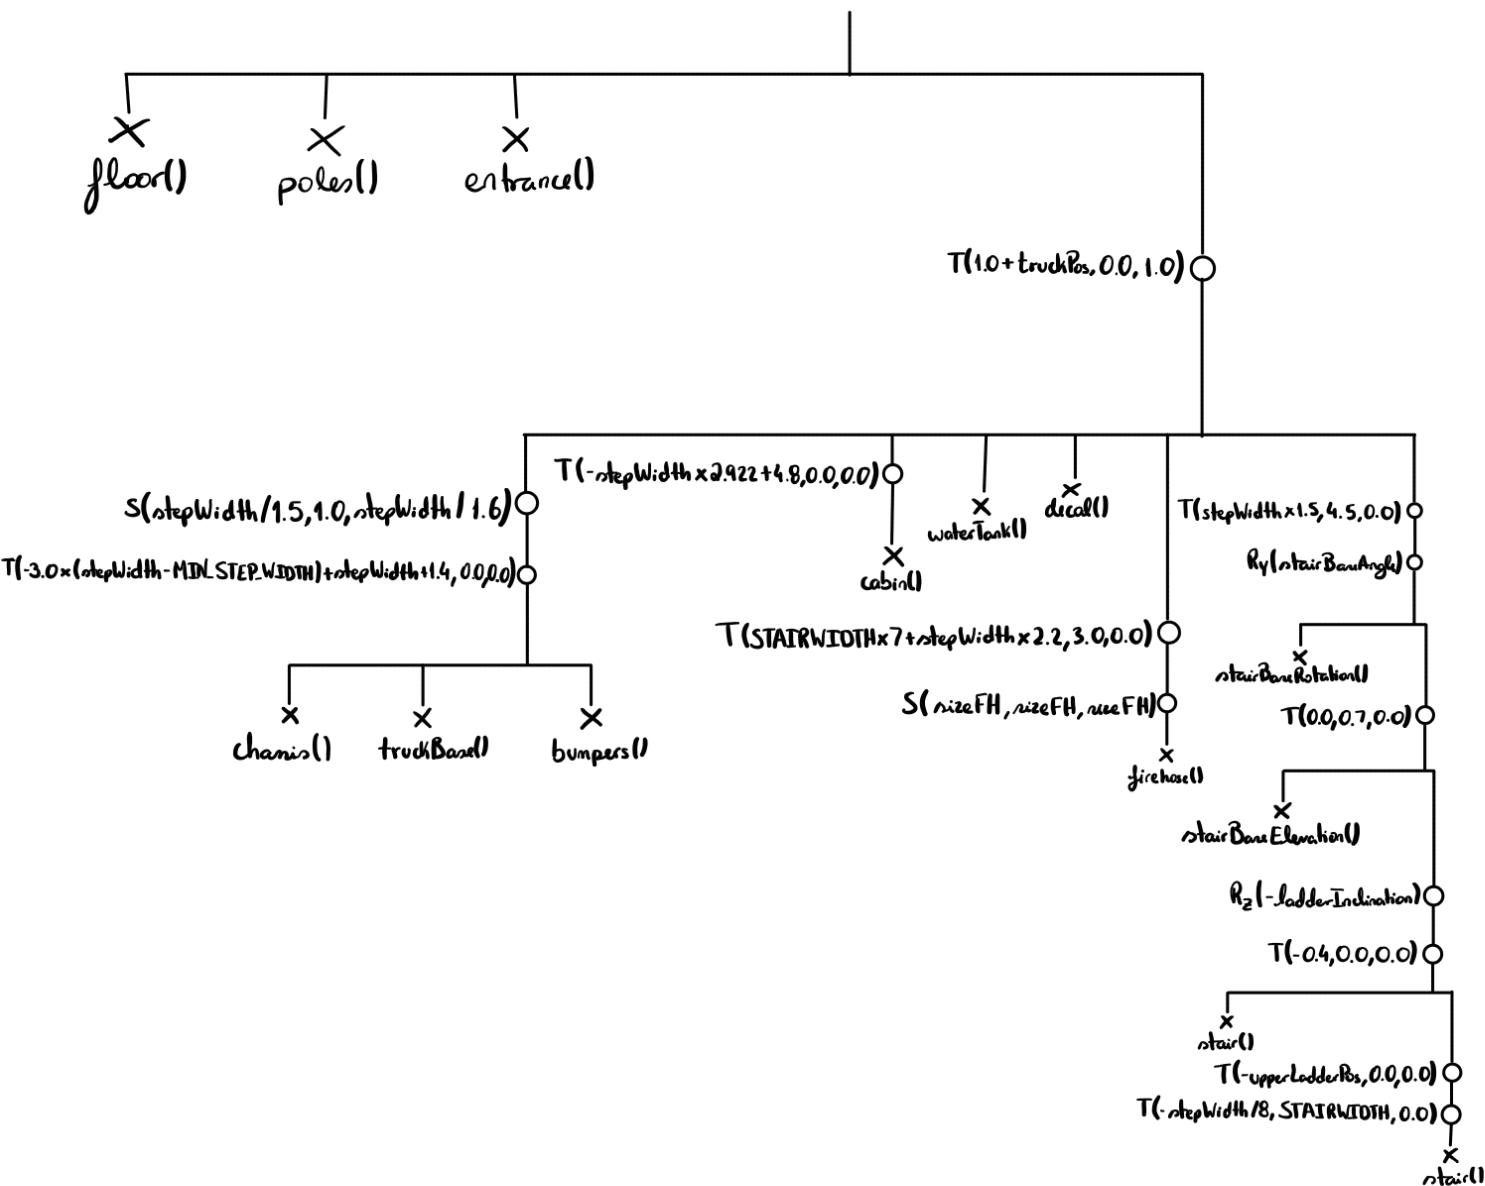 floor()
poles()
entrance()
T(1.0+truckPos, 0.0, 1.0)
S(stepWidth/1.5, 1.0, stepWidth/1.6)
T(-3.0×(stepWidth-MIN_STEP_WIDTH)+stepWidth+1.4, 0.0, 0.0)
chassis()
truckBase()
bumpers()
T(-stepWidth×2.922+4.8, 0.0, 0.0)
cabin()
waterTank()
decal()
T(STAIRWIDTH×7+stepWidth×2.2, 3.0, 0.0)
S(sizeFH, sizeFH, sizeFH)
firehose()
T(stepWidth×1.5, 4.5, 0.0)
Ry(stairBaseAngle)
stairBaseRotation()
T(0.0, 0.7, 0.0)
stairBaseElevation()
Rz(-ladderInclination)
T(-0.4, 0.0, 0.0)
stair()
T(-upperLadderPos, 0.0, 0.0)
T(-stepWidth/8, STAIRWIDTH, 0.0)
stair()